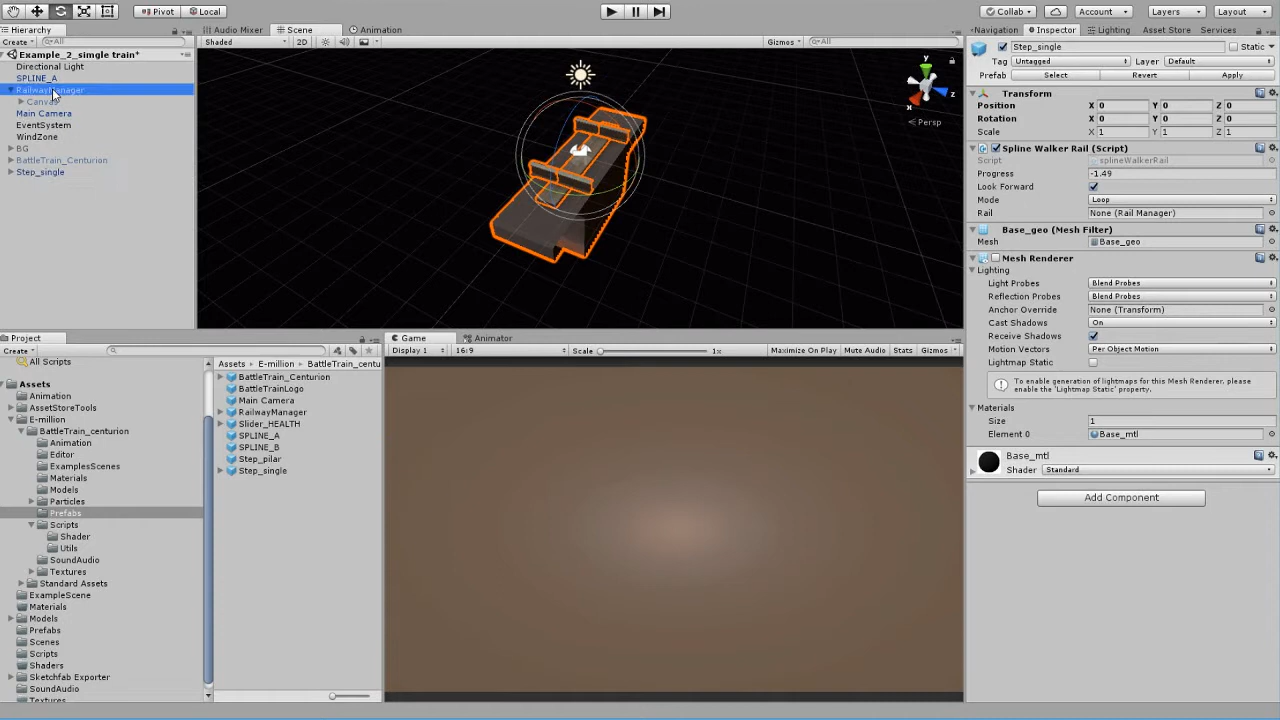 Pivot
Local
Collab
Account
Layers
Layout
Hierarchy
Create
All
Example_2_simgle train*
Directional Light
SPLINE_A
RailwayManager
Canvas
Main Camera
EventSystem
WindZone
BG
BattleTrain_Centurion
Step_single
Audio Mixer
Scene
Animation
Shaded
2D
Gizmos
All
y
x
z
Persp
Navigation
Inspector
Lighting
Asset Store
Services
Step_single
Static
Tag Untagged
Layer Default
Prefab Select Revert Apply
Transform
Position X 0 Y 0 Z 0
Rotation X 0 Y 0 Z 0
Scale X 1 Y 1 Z 1
Spline Walker Rail (Script)
Script splineWalkerRail
Progress -1.49
Look Forward
Mode Loop
Rail None (Rail Manager)
Base_geo (Mesh Filter)
Mesh Base_geo
Mesh Renderer
Lighting
Light Probes Blend Probes
Reflection Probes Blend Probes
Anchor Override None (Transform)
Cast Shadows On
Receive Shadows
Motion Vectors Per Object Motion
Lightmap Static
To enable generation of lightmaps for this Mesh Renderer, please
enable the 'Lightmap Static' property.
Materials
Size 1
Element 0 Base_mtl
Base_mtl
Shader Standard
Add Component
Project
Create
All Scripts
Assets
Animation
AssetStoreTools
E-million
BattleTrain_centurion
Animation
Editor
ExamplesScenes
Materials
Models
Particles
Prefabs
Scripts
Shader
Utils
SoundAudio
Textures
Standard Assets
ExampleScene
Materials
Models
Prefabs
Scenes
Scripts
Shaders
Sketchfab Exporter
SoundAudio
Textures
Assets E-million BattleTrain_centu
BattleTrain_Centurion
BattleTrainLogo
Main Camera
RailwayManager
Slider_HEALTH
SPLINE_A
SPLINE_B
Step_pilar
Step_single
Game
Animator
Display 1
16:9
Scale 1x
Maximize On Play
Mute Audio
Stats
Gizmos